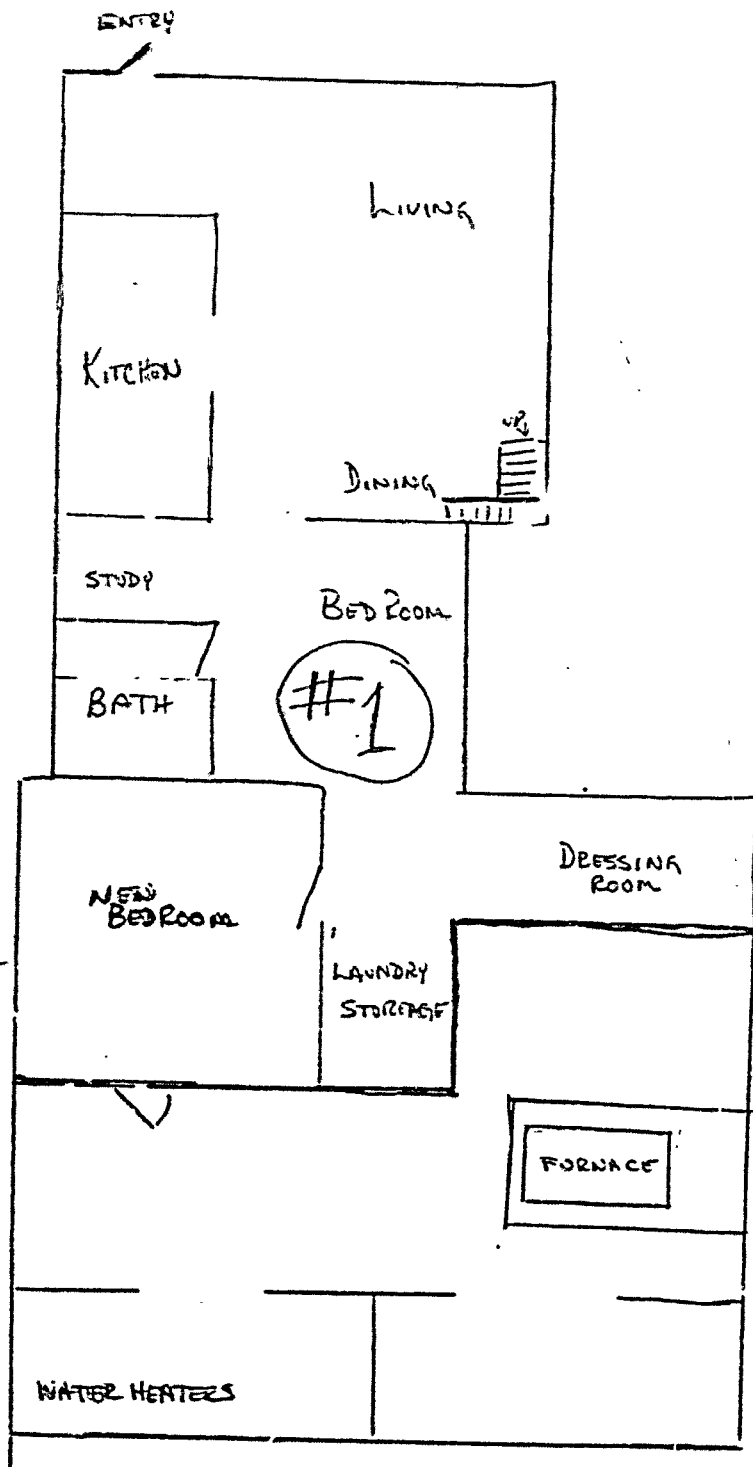 ENTRY
LIVING
KITCHEN
UP
DINING
STUDY
BEDROOM
#1
BATH
DRESSING
ROOM
NEW
BEDROOM
LAUNDRY
STORAGE
FURNACE
WATER HEATERS